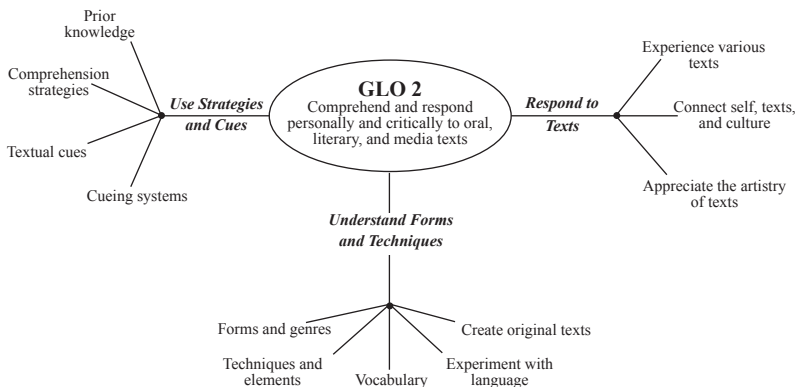 Prior
knowledge
Comprehension
strategies
Textual cues
Cueing systems
Use Strategies
and Cues
GLO 2
Comprehend and respond
personally and critically to oral,
literary, and media texts
Respond to
Texts
Experience various
texts
Connect self, texts,
and culture
Appreciate the artistry
of texts
Understand Forms
and Techniques
Forms and genres
Techniques and
elements
Vocabulary
Experiment with
language
Create original texts